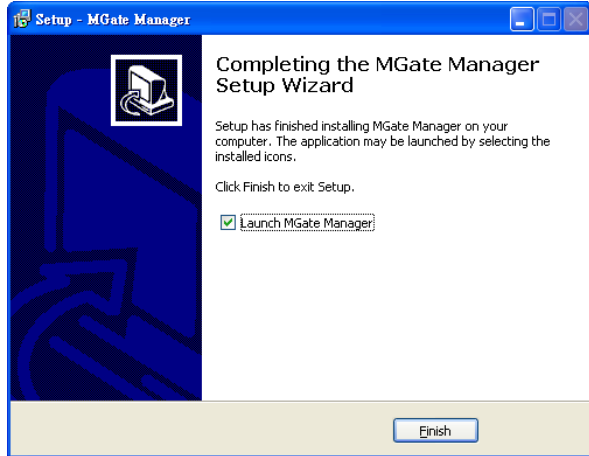 Setup - MGate Manager
Completing the MGate Manager
Setup Wizard
Setup has finished installing MGate Manager on your
computer. The application may be launched by selecting the
installed icons.
Click Finish to exit Setup.
Launch MGate Manager
Finish